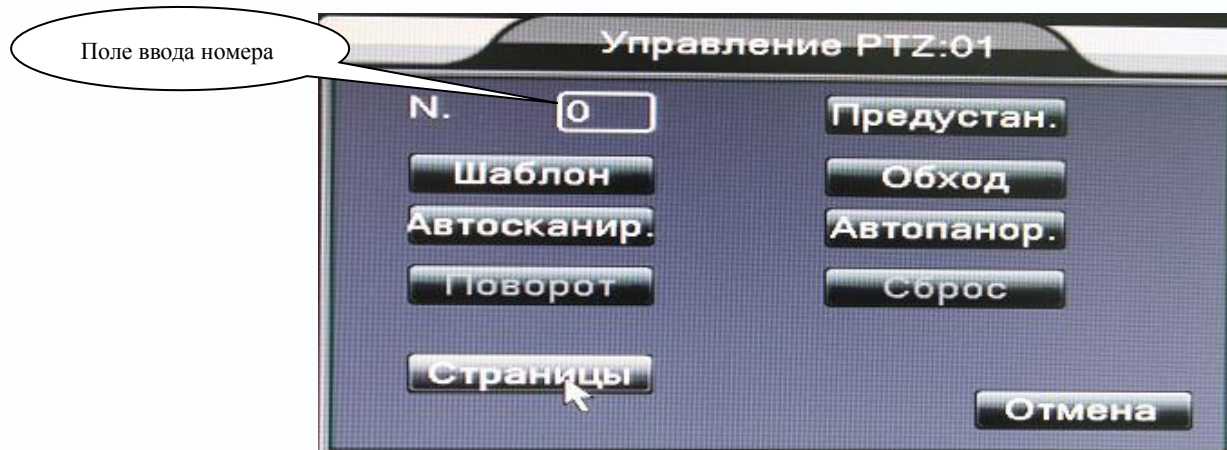 Поле ввода номера
Управление PTZ:01
N. 0 Предустан.
Шаблон Обход
Автосканир. Автопанор.
Поворот Сброс
Страницы
Отмена